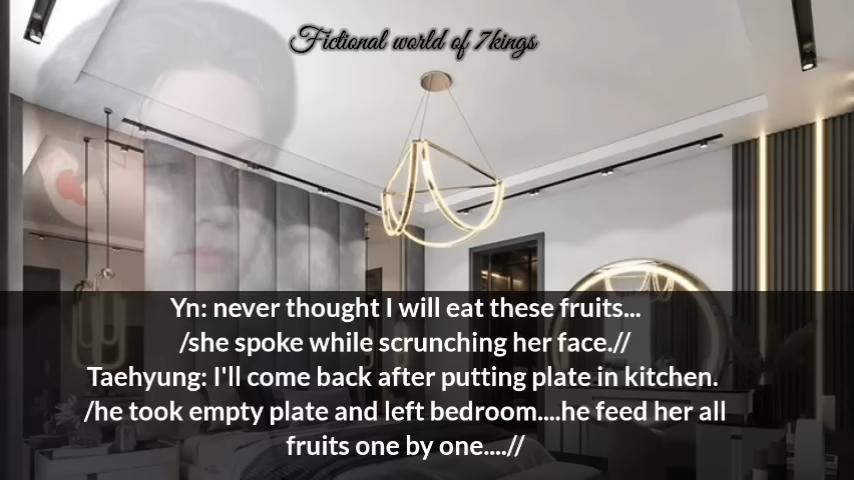 Fictional world of 7kings
Yn: never thought I will eat these fruits...
/she spoke while scrunching her face.//
Taehyung: I'll come back after putting plate in kitchen.
/he took empty plate and left bedroom....he feed her all
fruits one by one....//